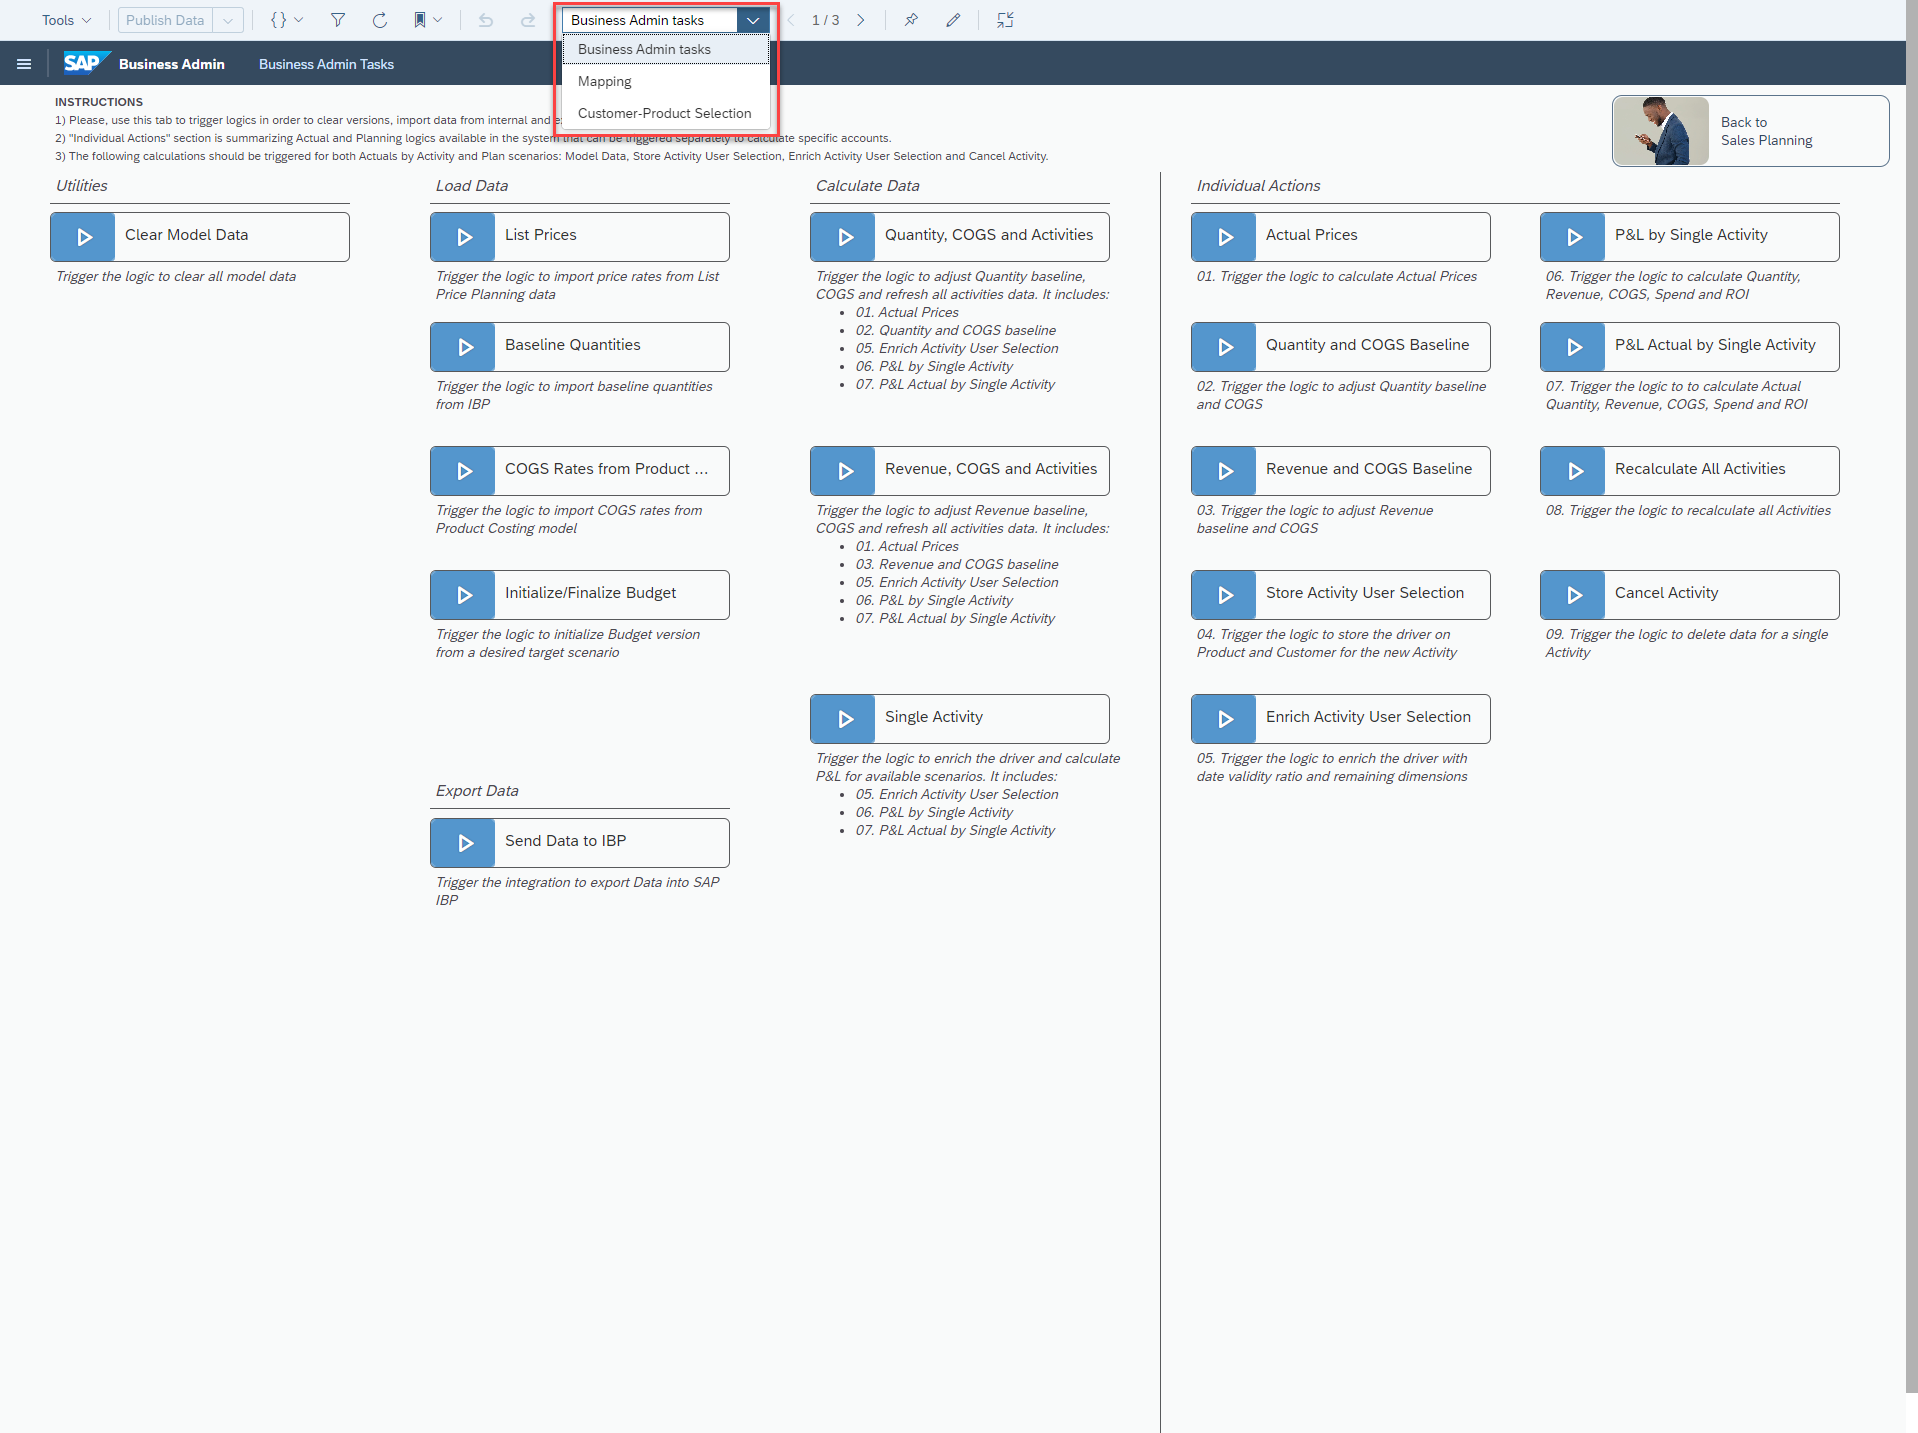 Tools
Publish Data
Business Admin tasks
1 / 3
Business Admin tasks
Mapping
Customer-Product Selection
SAP
Business Admin
Business Admin Tasks
INSTRUCTIONS
1) Please, use this tab to trigger logics in order to clear versions, import data from internal and e
2) "Individual Actions" section is summarizing Actual and Planning logics available in the system that can be triggered separately to calculate specific accounts.
3) The following calculations should be triggered for both Actuals by Activity and Plan scenarios: Model Data, Store Activity User Selection, Enrich Activity User Selection and Cancel Activity.
Back to
Sales Planning
Utilities
Clear Model Data
Trigger the logic to clear all model data
Load Data
List Prices
Trigger the logic to import price rates from List
Price Planning data
Baseline Quantities
Trigger the logic to import baseline quantities
from IBP
COGS Rates from Product ...
Trigger the logic to import COGS rates from
Product Costing model
Initialize/Finalize Budget
Trigger the logic to initialize Budget version
from a desired target scenario
Export Data
Send Data to IBP
Trigger the integration to export Data into SAP
IBP
Calculate Data
Quantity, COGS and Activities
Trigger the logic to adjust Quantity baseline,
COGS and refresh all activities data. It includes:
• 01. Actual Prices
• 02. Quantity and COGS baseline
• 05. Enrich Activity User Selection
• 06. P&L by Single Activity
• 07. P&L Actual by Single Activity
Revenue, COGS and Activities
Trigger the logic to adjust Revenue baseline,
COGS and refresh all activities data. It includes:
• 01. Actual Prices
• 03. Revenue and COGS baseline
• 05. Enrich Activity User Selection
• 06. P&L by Single Activity
• 07. P&L Actual by Single Activity
Single Activity
Trigger the logic to enrich the driver and calculate
P&L for available scenarios. It includes:
• 05. Enrich Activity User Selection
• 06. P&L by Single Activity
• 07. P&L Actual by Single Activity
Individual Actions
Actual Prices
01. Trigger the logic to calculate Actual Prices
Quantity and COGS Baseline
02. Trigger the logic to adjust Quantity baseline
and COGS
Revenue and COGS Baseline
03. Trigger the logic to adjust Revenue
baseline and COGS
Store Activity User Selection
04. Trigger the logic to store the driver on
Product and Customer for the new Activity
Enrich Activity User Selection
05. Trigger the logic to enrich the driver with
date validity ratio and remaining dimensions
P&L by Single Activity
06. Trigger the logic to calculate Quantity,
Revenue, COGS, Spend and ROI
P&L Actual by Single Activity
07. Trigger the logic to to calculate Actual
Quantity, Revenue, COGS, Spend and ROI
Recalculate All Activities
08. Trigger the logic to recalculate all Activities
Cancel Activity
09. Trigger the logic to delete data for a single
Activity